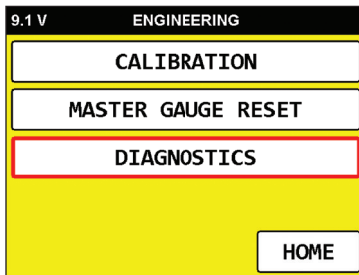 9.1 V ENGINEERING
CALIBRATION
MASTER GAUGE RESET
DIAGNOSTICS
HOME